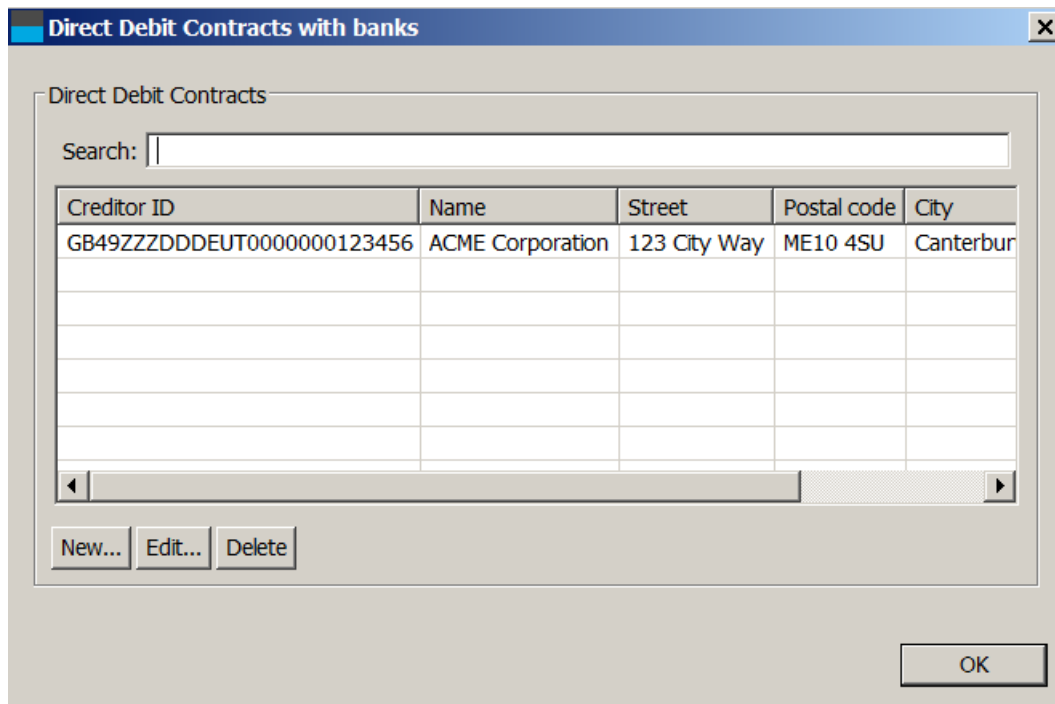 Direct Debit Contracts with banks
Direct Debit Contracts
Search:
Creditor ID Name Street Postal code City
GB49ZZZDDDEUT0000000123456 ACME Corporation 123 City Way ME10 4SU Canterbur
New... Edit... Delete
OK